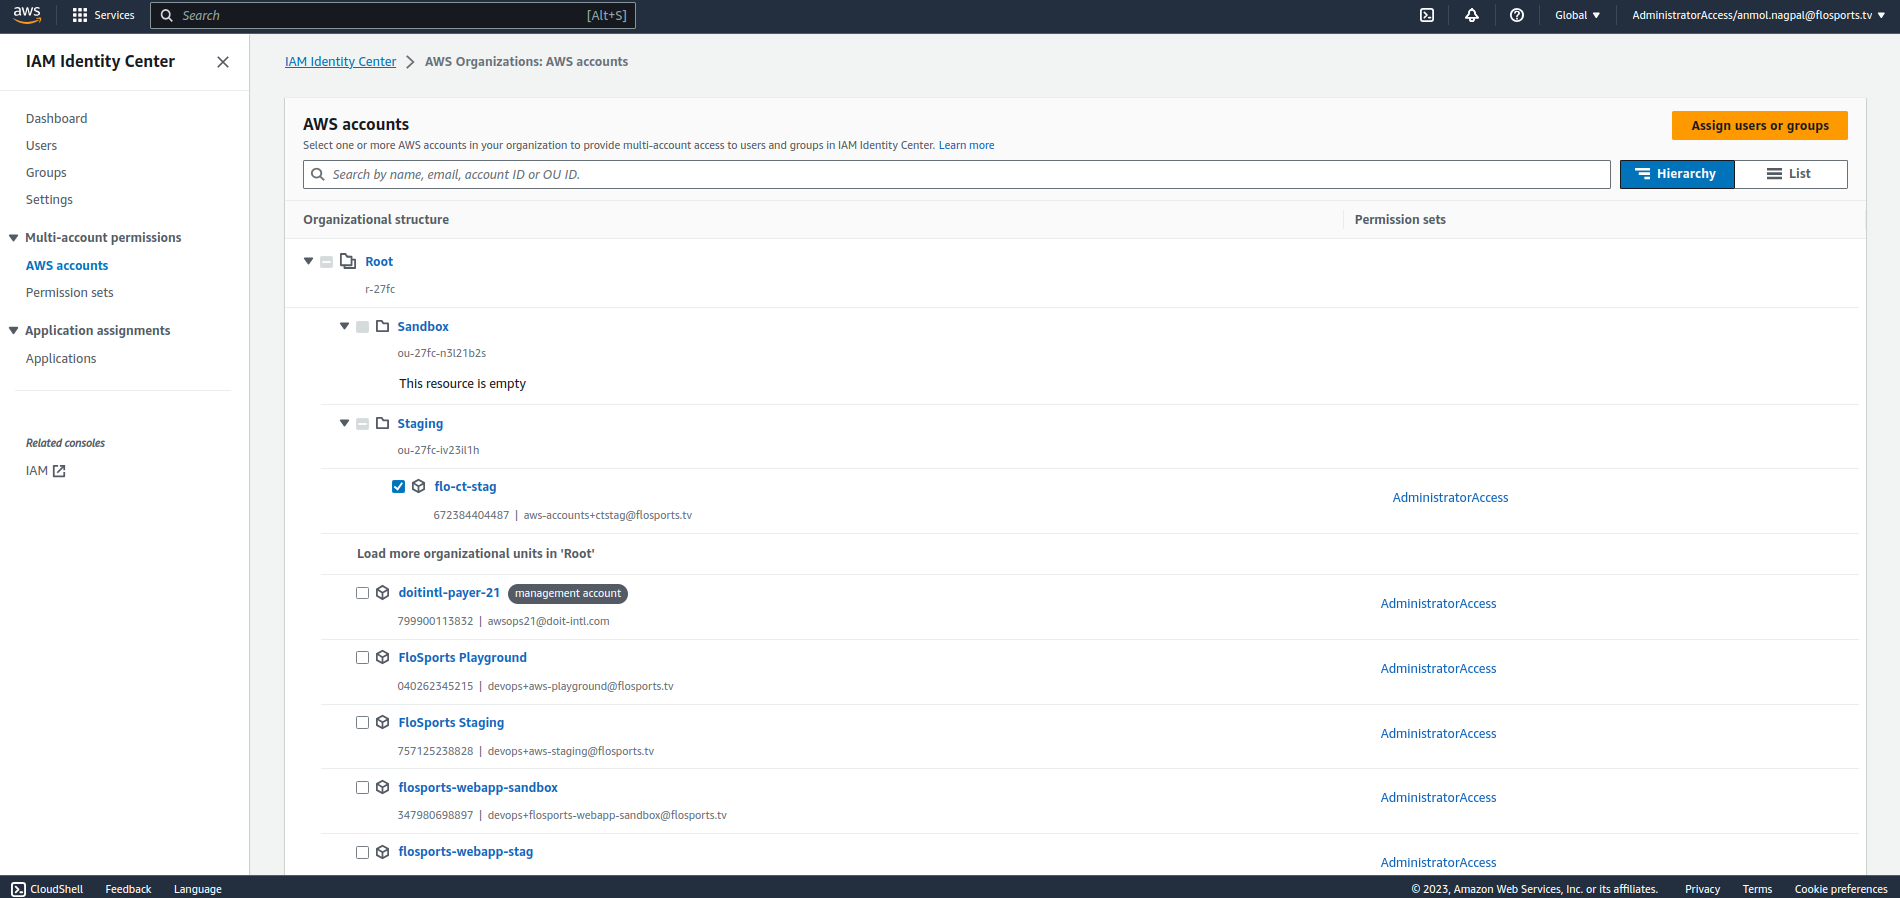 aws
Services
Search
[Alt+S]
Global
AdministratorAccess/anmol.nagpal@flosports.tv
IAM Identity Center
Dashboard
Users
Groups
Settings
Multi-account permissions
AWS accounts
Permission sets
Application assignments
Applications
Related consoles
IAM
IAM Identity Center
AWS Organizations: AWS accounts
AWS accounts
Assign users or groups
Select one or more AWS accounts in your organization to provide multi-account access to users and groups in IAM Identity Center. Learn more
Search by name, email, account ID or OU ID.
Hierarchy
List
Organizational structure
Permission sets
Root
r-27fc
Sandbox
ou-27fc-n3l21b2s
This resource is empty
Staging
ou-27fc-iv23il1h
flo-ct-stag
AdministratorAccess
672384404487 | aws-accounts+ctstag@flosports.tv
Load more organizational units in 'Root'
doitintl-payer-21 management account
AdministratorAccess
799900113832 | awsops21@doit-intl.com
FloSports Playground
AdministratorAccess
040262345215 | devops+aws-playground@flosports.tv
FloSports Staging
AdministratorAccess
757125238828 | devops+aws-staging@flosports.tv
flosports-webapp-sandbox
AdministratorAccess
347980698897 | devops+flosports-webapp-sandbox@flosports.tv
flosports-webapp-stag
AdministratorAccess
CloudShell
Feedback
Language
© 2023, Amazon Web Services, Inc. or its affiliates.
Privacy
Terms
Cookie preferences